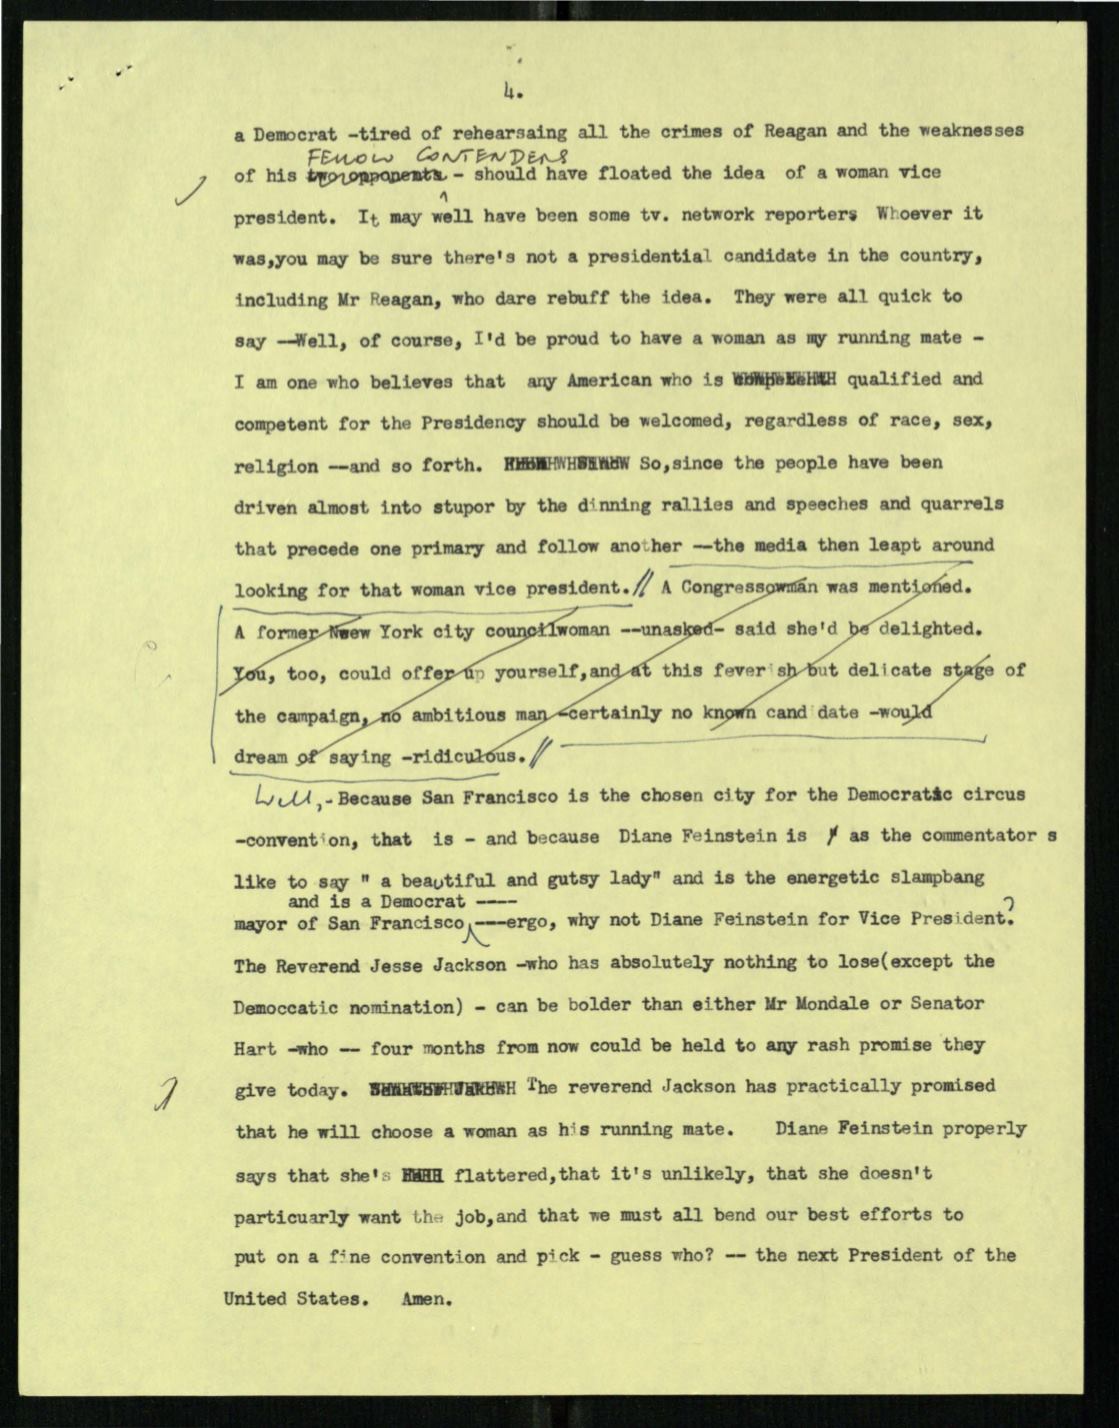 4.
a Democrat -tired of rehearsaing all the crimes of Reagan and the weaknesses
FELLOW CONTENDERS
of his two opponents - should have floated the idea of a woman vice
president. It may well have been some tv. network reporters Whoever it
was,you may be sure there's not a presidential candidate in the country,
including Mr Reagan, who dare rebuff the idea. They were all quick to
say --Well, of course, I'd be proud to have a woman as my running mate -
I am one who believes that any American who is qualified and
competent for the Presidency should be welcomed, regardless of race, sex,
religion --and so forth. So,since the people have been
driven almost into stupor by the dinning rallies and speeches and quarrels
that precede one primary and follow another --the media then leapt around
looking for that woman vice president.// A Congressowman was mentioned.
A former Nwew York city councilwoman --unasked- said she'd be delighted.
You, too, could offer up yourself,and at this feverish but delicate stage of
the campaign, no ambitious man -certainly no known candidate -would
dream of saying -ridiculous.//
Well,- Because San Francisco is the chosen city for the Democratic circus
-convention, that is - and because Diane Feinstein is as the commentator s
like to say " a beautiful and gutsy lady" and is the energetic slampbang
and is a Democrat ----
mayor of San Francisco,---ergo, why not Diane Feinstein for Vice President?
The Reverend Jesse Jackson -who has absolutely nothing to lose(except the
Democcatic nomination) - can be bolder than either Mr Mondale or Senator
Hart -who -- four months from now could be held to any rash promise they
give today. The reverend Jackson has practically promised
that he will choose a woman as his running mate. Diane Feinstein properly
says that she's flattered,that it's unlikely, that she doesn't
particuarly want the job,and that we must all bend our best efforts to
put on a fine convention and pick - guess who? -- the next President of the
United States. Amen.